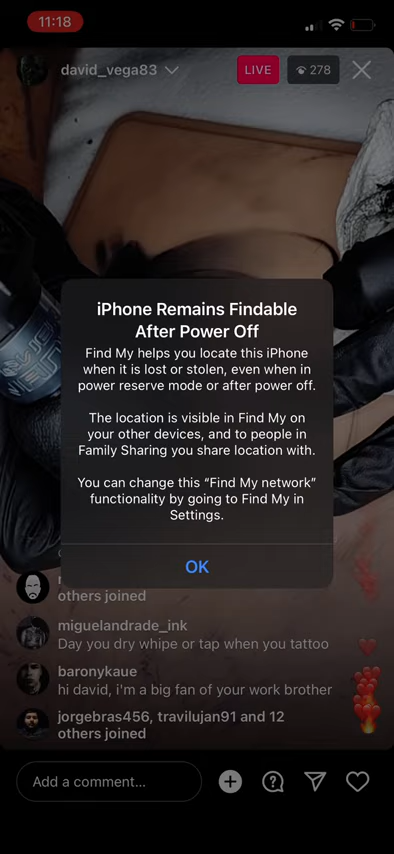 11:18
david_vega83
LIVE
278
iPhone Remains Findable
After Power Off
Find My helps you locate this iPhone
when it is lost or stolen, even when in
power reserve mode or after power off.
The location is visible in Find My on
your other devices, and to people in
Family Sharing you share location with.
You can change this “Find My network”
functionality by going to Find My in
Settings.
OK
others joined
miguelandrade_ink
Day you dry whipe or tap when you tattoo
baronykaue
hi david, i'm a big fan of your work brother
jorgebras456, travilujan91 and 12
others joined
Add a comment...